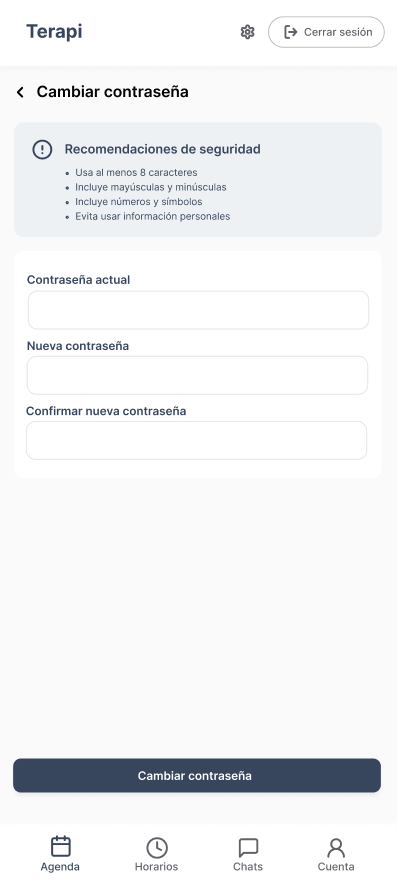 Terapi
Cerrar sesión
Cambiar contraseña
Recomendaciones de seguridad
• Usa al menos 8 caracteres
• Incluye mayúsculas y minúsculas
• Incluye números y símbolos
• Evita usar información personales
Contraseña actual
Nueva contraseña
Confirmar nueva contraseña
Cambiar contraseña
Agenda
Horarios
Chats
Cuenta